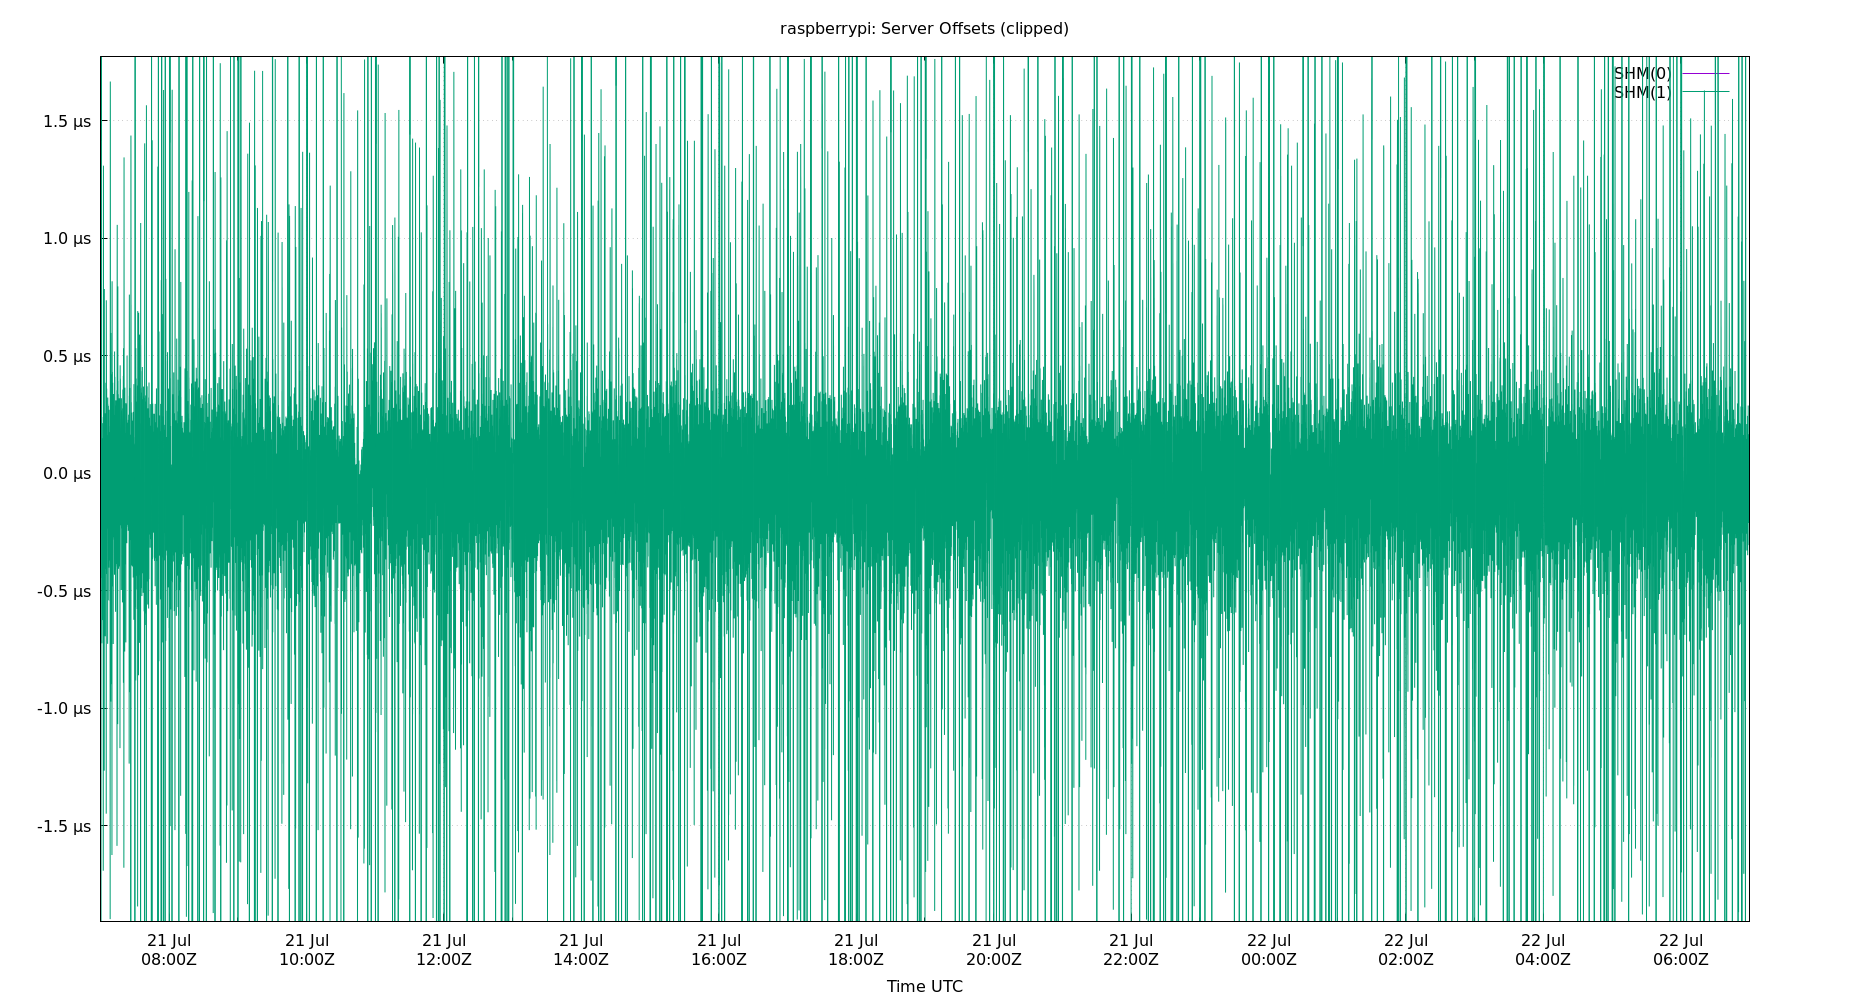 raspberrypi: Server Offsets (clipped)
SHM(0)
SHM(1)
1.5 µs
1.0 µs
0.5 µs
0.0 µs
-0.5 µs
-1.0 µs
-1.5 µs
21 Jul 21 Jul 21 Jul 21 Jul 21 Jul 21 Jul 21 Jul 21 Jul 22 Jul 22 Jul 22 Jul 22 Jul
08:00Z 10:00Z 12:00Z 14:00Z 16:00Z 18:00Z 20:00Z 22:00Z 00:00Z 02:00Z 04:00Z 06:00Z
Time UTC